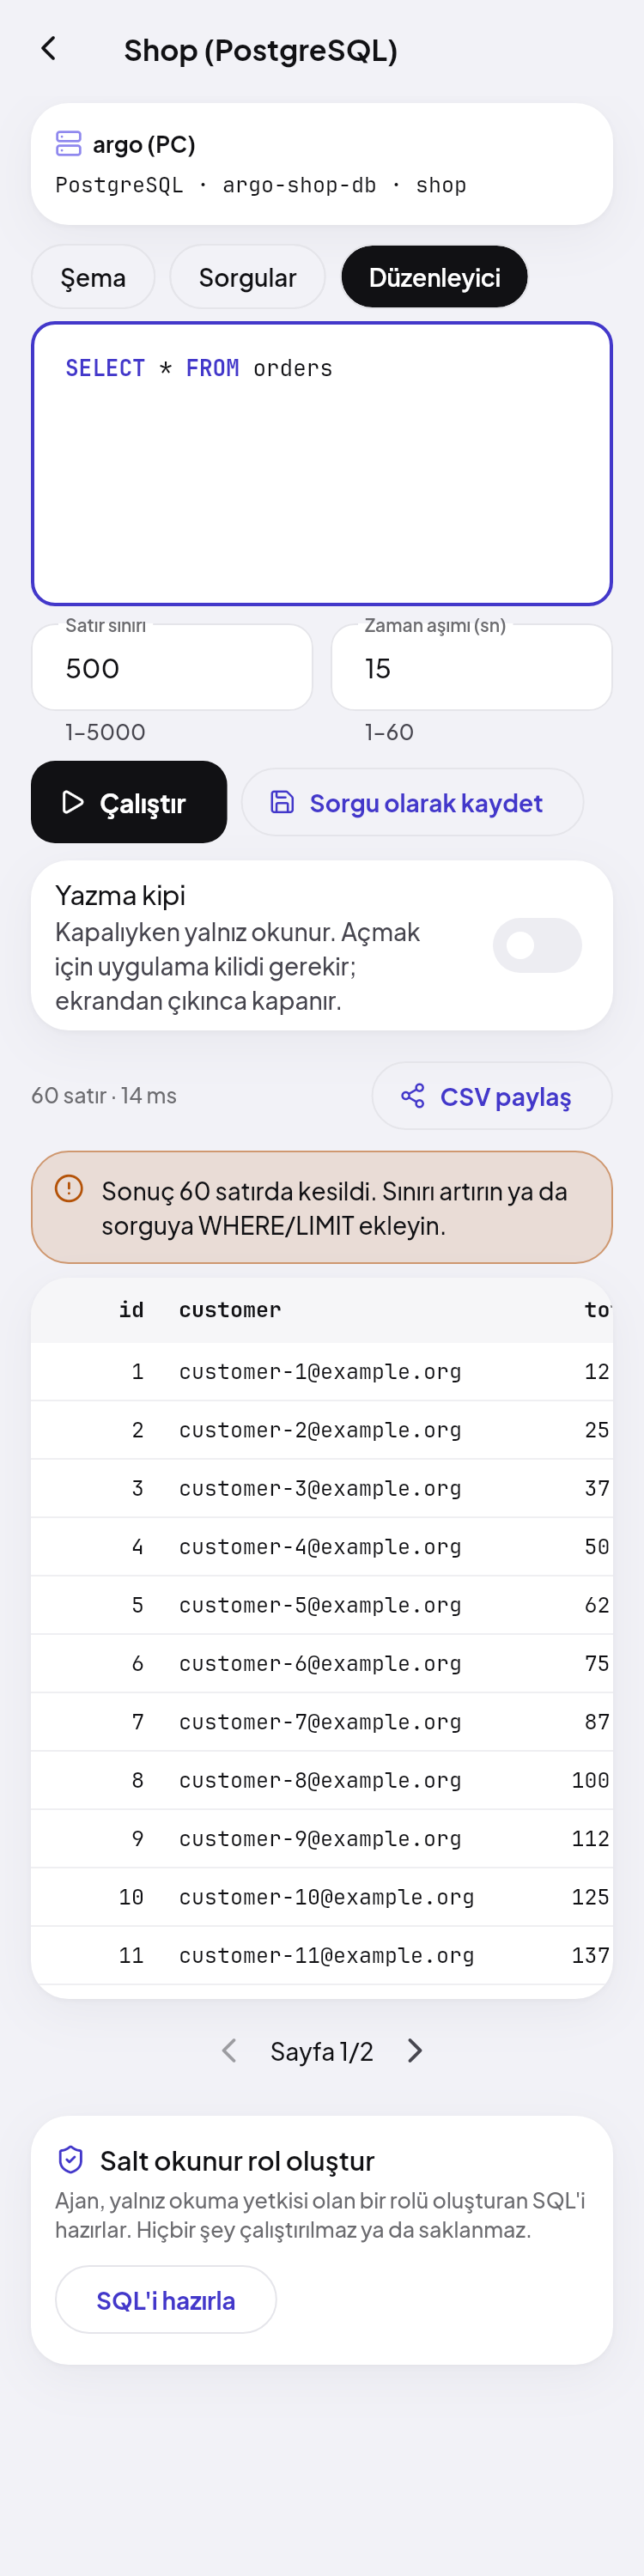 Shop (PostgreSQL)
argo (PC)
PostgreSQL · argo-shop-db · shop
Şema
Sorgular
Düzenleyici
SELECT * FROM orders
Satır sınırı
Zaman aşımı (sn)
500
15
1–5000
1–60
Çalıştır
Sorgu olarak kaydet
Yazma kipi
Kapalıyken yalnız okunur. Açmak
için uygulama kilidi gerekir;
ekrandan çıkınca kapanır.
60 satır · 14 ms
CSV paylaş
Sonuç 60 satırda kesildi. Sınırı artırın ya da
sorguya WHERE/LIMIT ekleyin.
id customer
1 customer-1@example.org 12
2 customer-2@example.org 25
3 customer-3@example.org 37
4 customer-4@example.org 50
5 customer-5@example.org 62
6 customer-6@example.org 75
7 customer-7@example.org 87
8 customer-8@example.org 100
9 customer-9@example.org 112
10 customer-10@example.org 125
11 customer-11@example.org 137
Sayfa 1/2
Salt okunur rol oluştur
Ajan, yalnız okuma yetkisi olan bir rolü oluşturan SQL'i
hazırlar. Hiçbir şey çalıştırılmaz ya da saklanmaz.
SQL'i hazırla